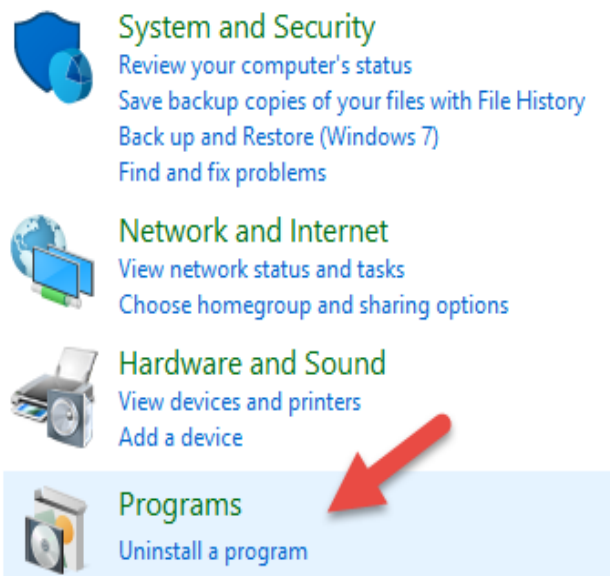 System and Security
Review your computer's status
Save backup copies of your files with File History
Back up and Restore (Windows 7)
Find and fix problems
Network and Internet
View network status and tasks
Choose homegroup and sharing options
Hardware and Sound
View devices and printers
Add a device
Programs
Uninstall a program